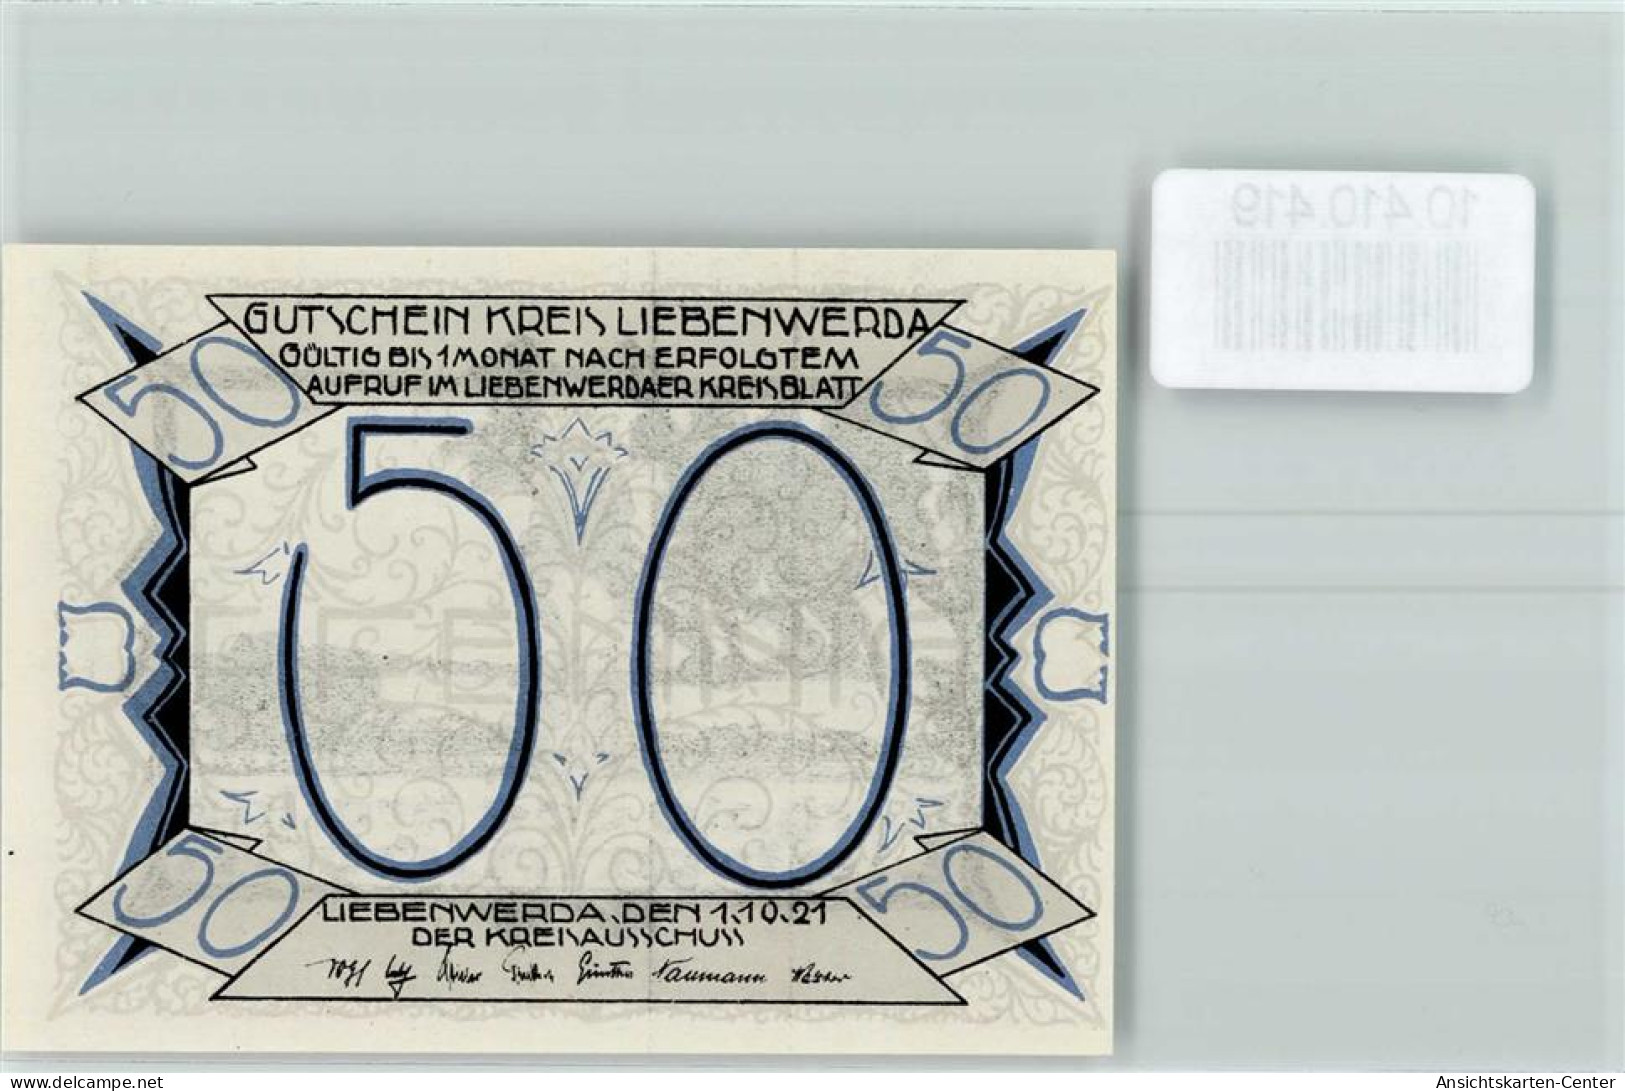 10 410 419
GUTSCHEIN KREIS LIEBENWERDA
GÜLTIG BIS 1 MONAT NACH ERFOLGTEM
AUFRUF IM LIEBENWERDAER KREISBLATT
50 50
50
50 50
LIEBENWERDA, DEN 1.10.21
DER KREISAUSSCHUSS
Naumann
www.delcampe.net
Ansichtskarten-Center